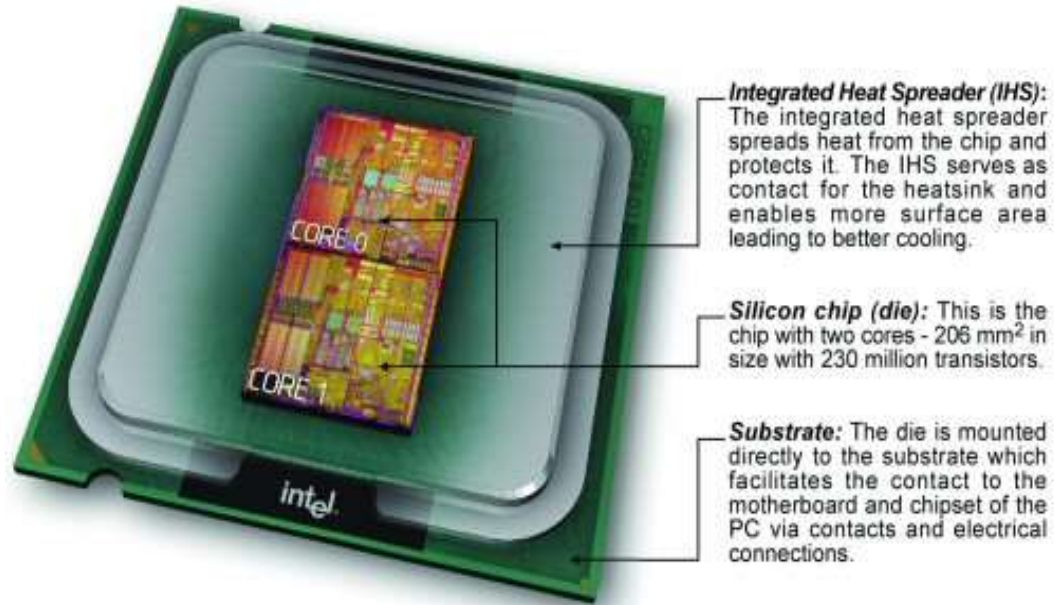 Integrated Heat Spreader (IHS):
The integrated heat spreader
spreads heat from the chip and
protects it. The IHS serves as
contact for the heatsink and
enables more surface area
leading to better cooling.
CORE 0
Silicon chip (die): This is the
chip with two cores - 206 mm² in
size with 230 million transistors.
CORE 1
Substrate: The die is mounted
directly to the substrate which
facilitates the contact to the
motherboard and chipset of the
PC via contacts and electrical
connections.
intel.